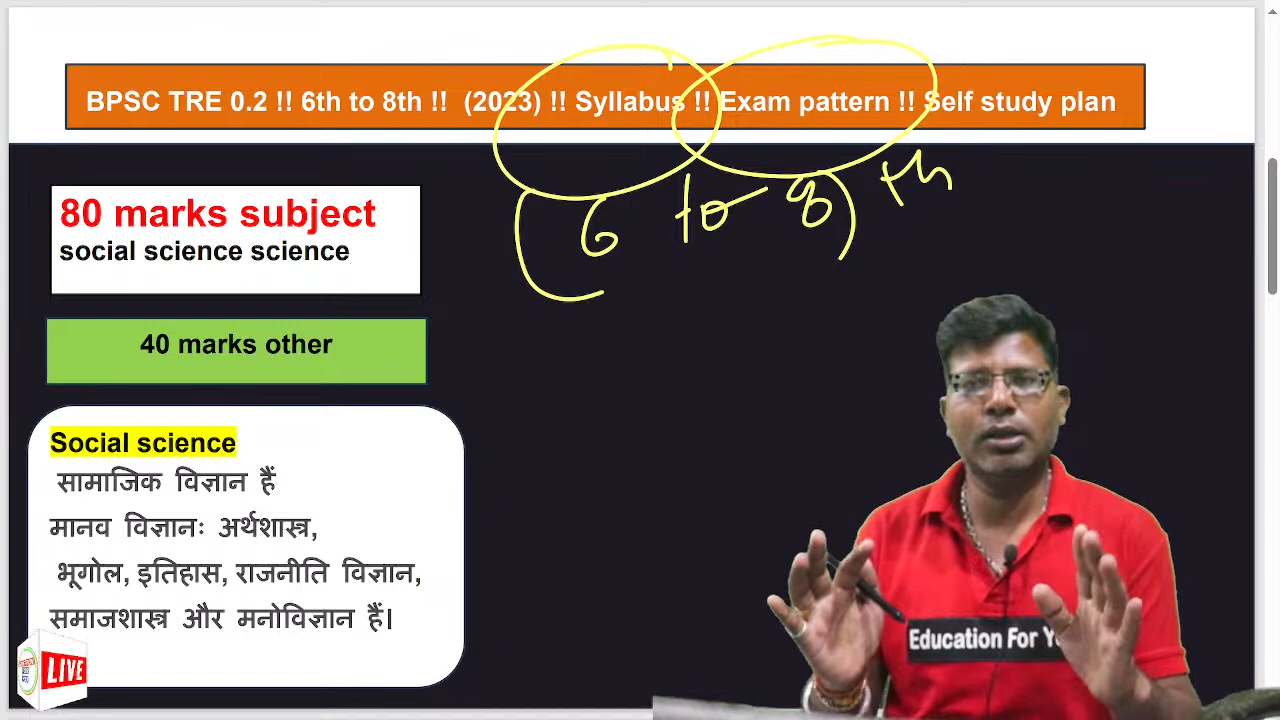 BPSC TRE 0.2 !! 6th to 8th !! (2023) !! Syllabus !! Exam pattern !! Self study plan
6 to 8) th
80 marks subject
social science science
40 marks other
Social science
सामाजिक विज्ञान हैं
मानव विज्ञानः अर्थशास्त्र,
भूगोल, इतिहास, राजनीति विज्ञान,
समाजशास्त्र और मनोविज्ञान हैं।
LIVE
Education For